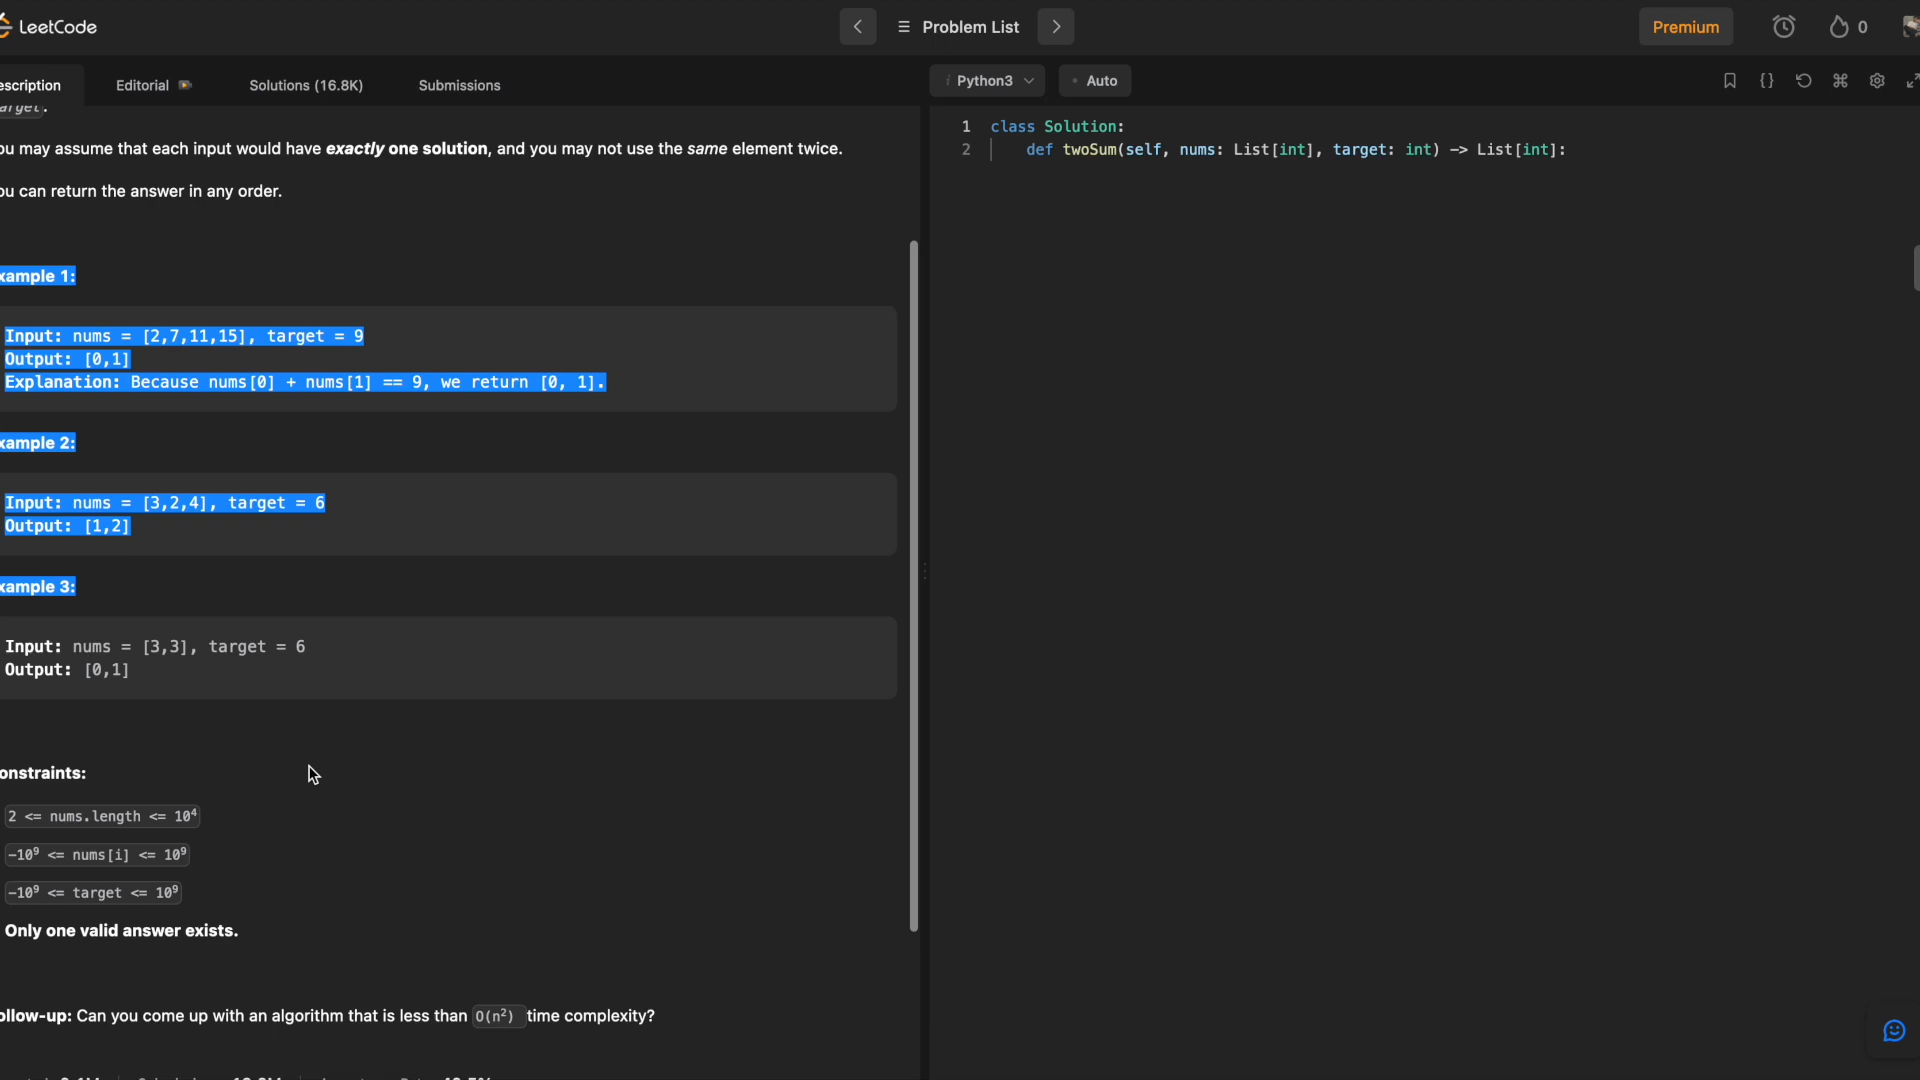 LeetCode
Problem List
Premium
0
escription
Editorial
Solutions (16.8K)
Submissions
Python3
Auto
arget.
ou may assume that each input would have exactly one solution, and you may not use the same element twice.
ou can return the answer in any order.
xample 1:
Input: nums = [2,7,11,15], target = 9
Output: [0,1]
Explanation: Because nums[0] + nums[1] == 9, we return [0, 1].
xample 2:
Input: nums = [3,2,4], target = 6
Output: [1,2]
xample 3:
Input: nums = [3,3], target = 6
Output: [0,1]
onstraints:
2 <= nums.length <= 10⁴
-10⁹ <= nums[i] <= 10⁹
-10⁹ <= target <= 10⁹
Only one valid answer exists.
ollow-up: Can you come up with an algorithm that is less than O(n²) time complexity?
1 class Solution:
2 def twoSum(self, nums: List[int], target: int) -> List[int]: